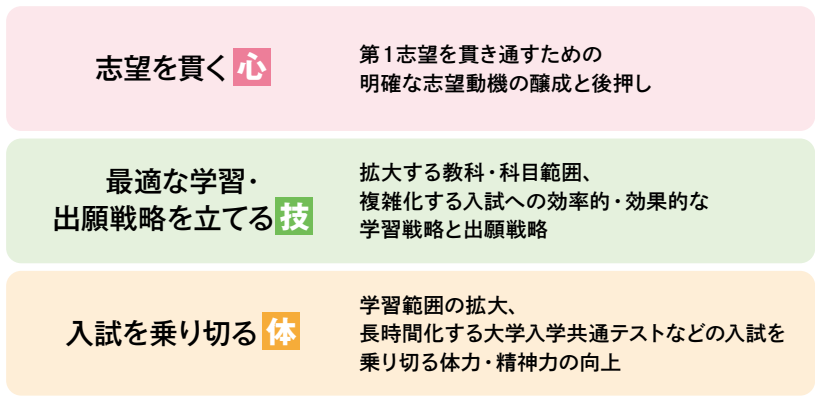 志望を貫く 心
第1志望を貫き通すための
明確な志望動機の醸成と後押し
最適な学習・
出願戦略を立てる 技
拡大する教科・科目範囲、
複雑化する入試への効率的・効果的な
学習戦略と出願戦略
入試を乗り切る 体
学習範囲の拡大、
長時間化する大学入学共通テストなどの入試を
乗り切る体力・精神力の向上